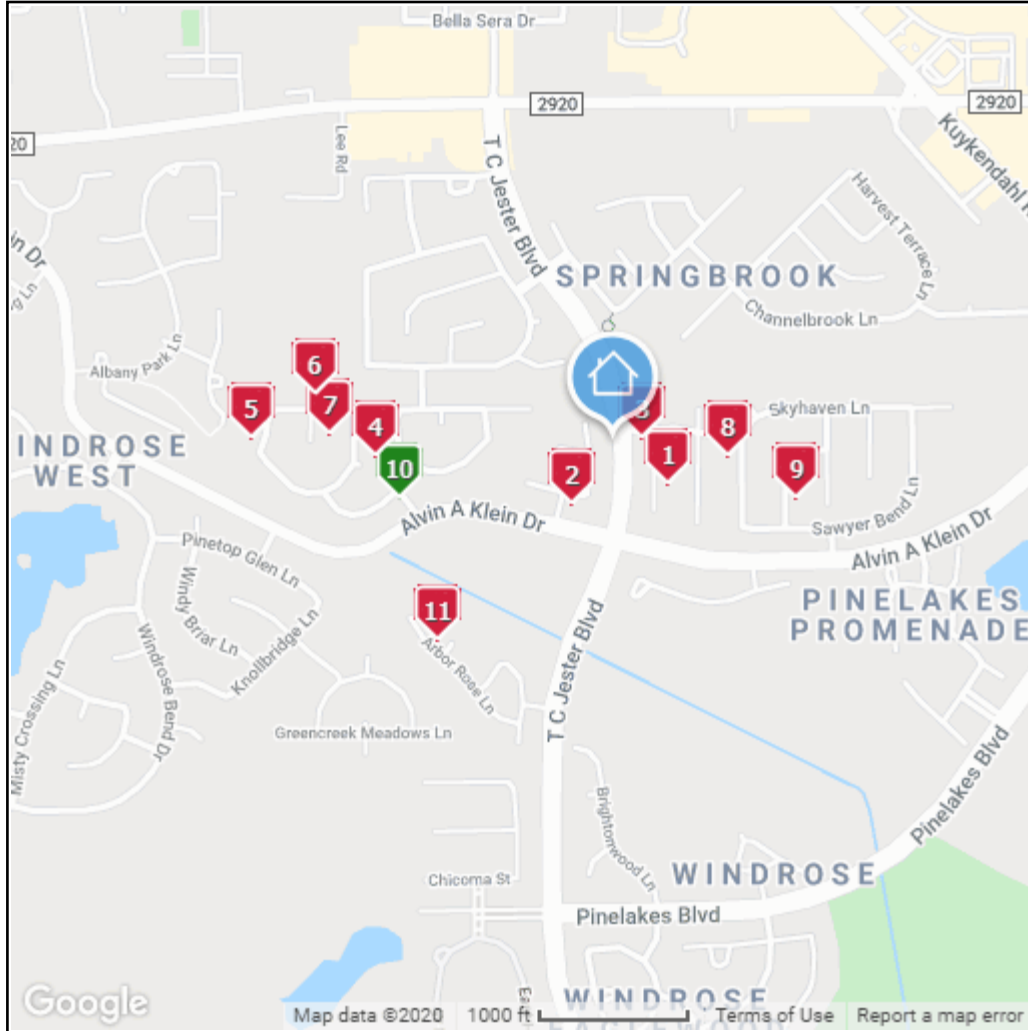 Bella Sera Dr
2920
2920
20
Lee Rd
Kuykendahl R
T C Jester Blvd
Harvest Terrace Ln
SPRINGBROOK
in Dr
Channelbrook Ln
Albany Park Ln
6
5
7
3
Skyhaven Ln
4
8
1
INDROSE
WEST
10
2
9
Alvin A Klein Dr
Sawyer Bend Ln
Alvin A Klein Dr
Pinetop Glen Ln
Windy Briar Ln
PINELAKES
PROMENADE
11
Knollbridge Ln
Arbor Rose Ln
Windrose Bend Dr
Misty Crossing Ln
T C Jester Blvd
Greencreek Meadows Ln
Pinelakes Blvd
Brightonwood Ln
Chicoma St
WINDROSE
Pinelakes Blvd
WINDROSE
Google
Map data ©2020
1000 ft
Terms of Use
Report a map error